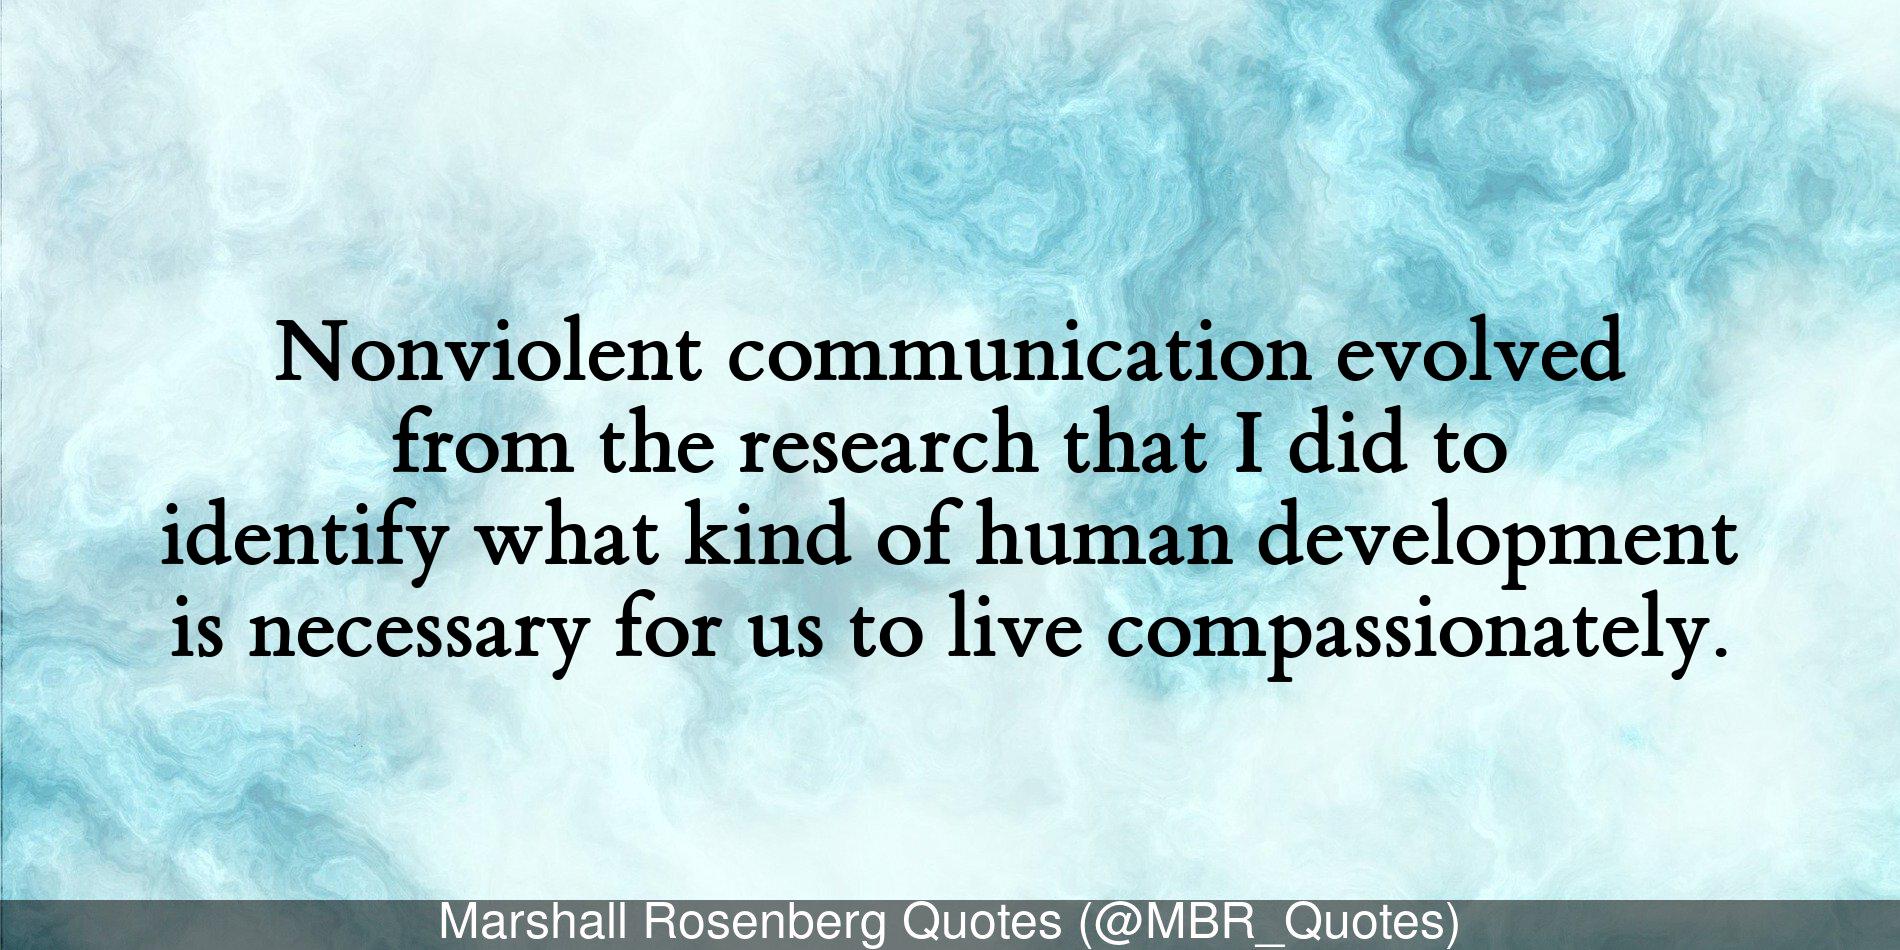 Nonviolent communication evolved
from the research that I did to
identify what kind of human development
is necessary for us to live compassionately.
Marshall Rosenberg Quotes (@MBR_Quotes)